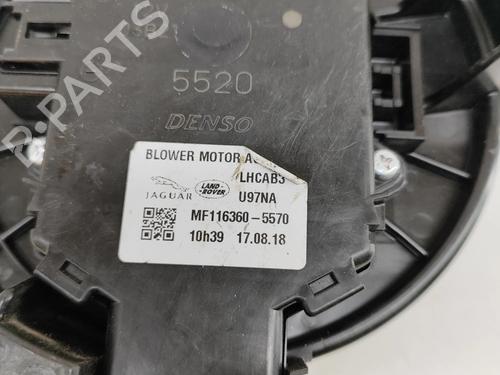 5520
DENSO
BLOWER MOTOR
LHCAB3
JAGUAR LAND ROVER U97NA
MF116360-5570
10h39 17.08.18
B-PARTS